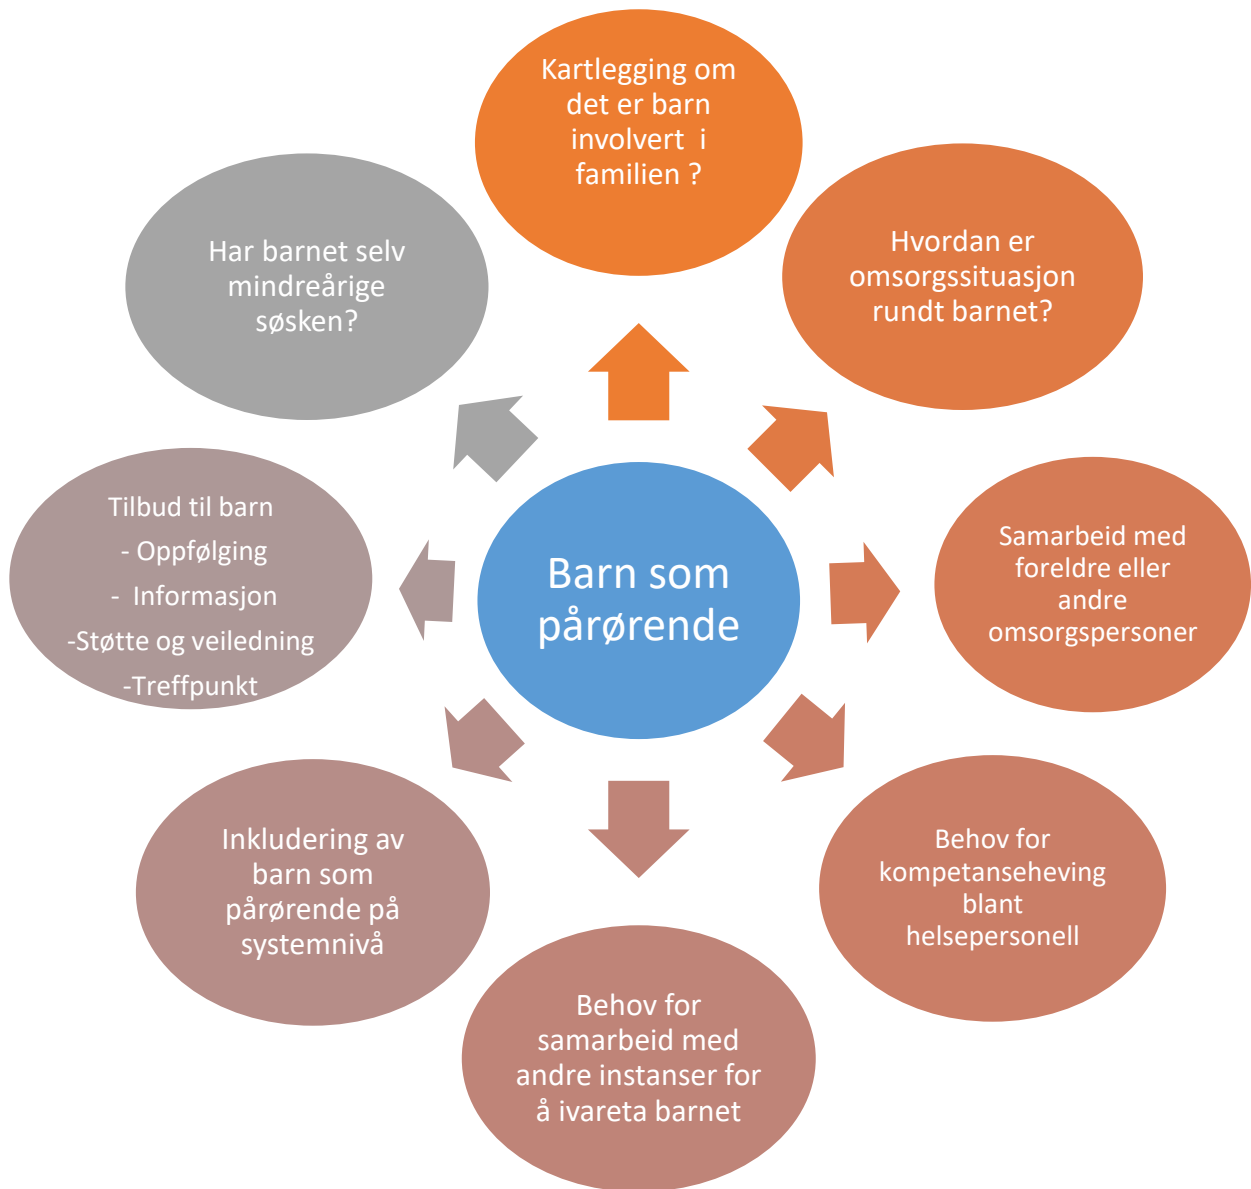 Kartlegging om
det er barn
involvert i
familien ?
Hvordan er
omsorgssituasjon
rundt barnet?
Samarbeid med
foreldre eller
andre
omsorgspersoner
Behov for
kompetanseheving
blant
helsepersonell
Behov for
samarbeid med
andre instanser for
å ivareta barnet
Inkludering av
barn som
pårørende på
systemnivå
Tilbud til barn
- Oppfølging
- Informasjon
-Støtte og veiledning
-Treffpunkt
Har barnet selv
mindreårige
søsken?
Barn som
pårørende